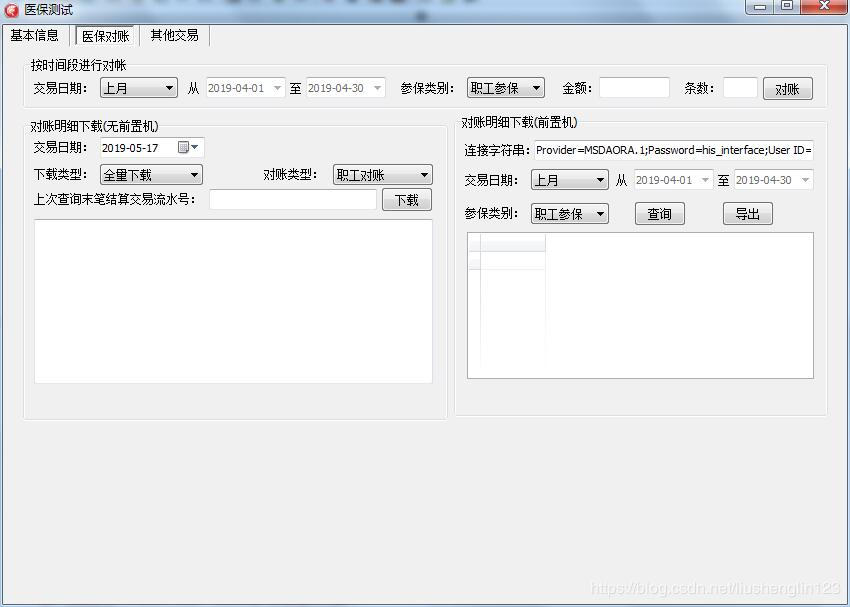 医保测试
基本信息 医保对账 其他交易
按时间段进行对帐
交易日期: 上月 从 2019-04-01 至 2019-04-30 参保类别: 职工参保 金额: 条数: 对账
对账明细下载(无前置机)
交易日期: 2019-05-17
下载类型: 全量下载 对账类型: 职工对账
上次查询末笔结算交易流水号: 下载
对账明细下载(前置机)
连接字符串: Provider=MSDAORA.1;Password=his_interface;User ID=
交易日期: 上月 从 2019-04-01 至 2019-04-30
参保类别: 职工参保 查询 导出
https://blog.csdn.net/liushenglin123